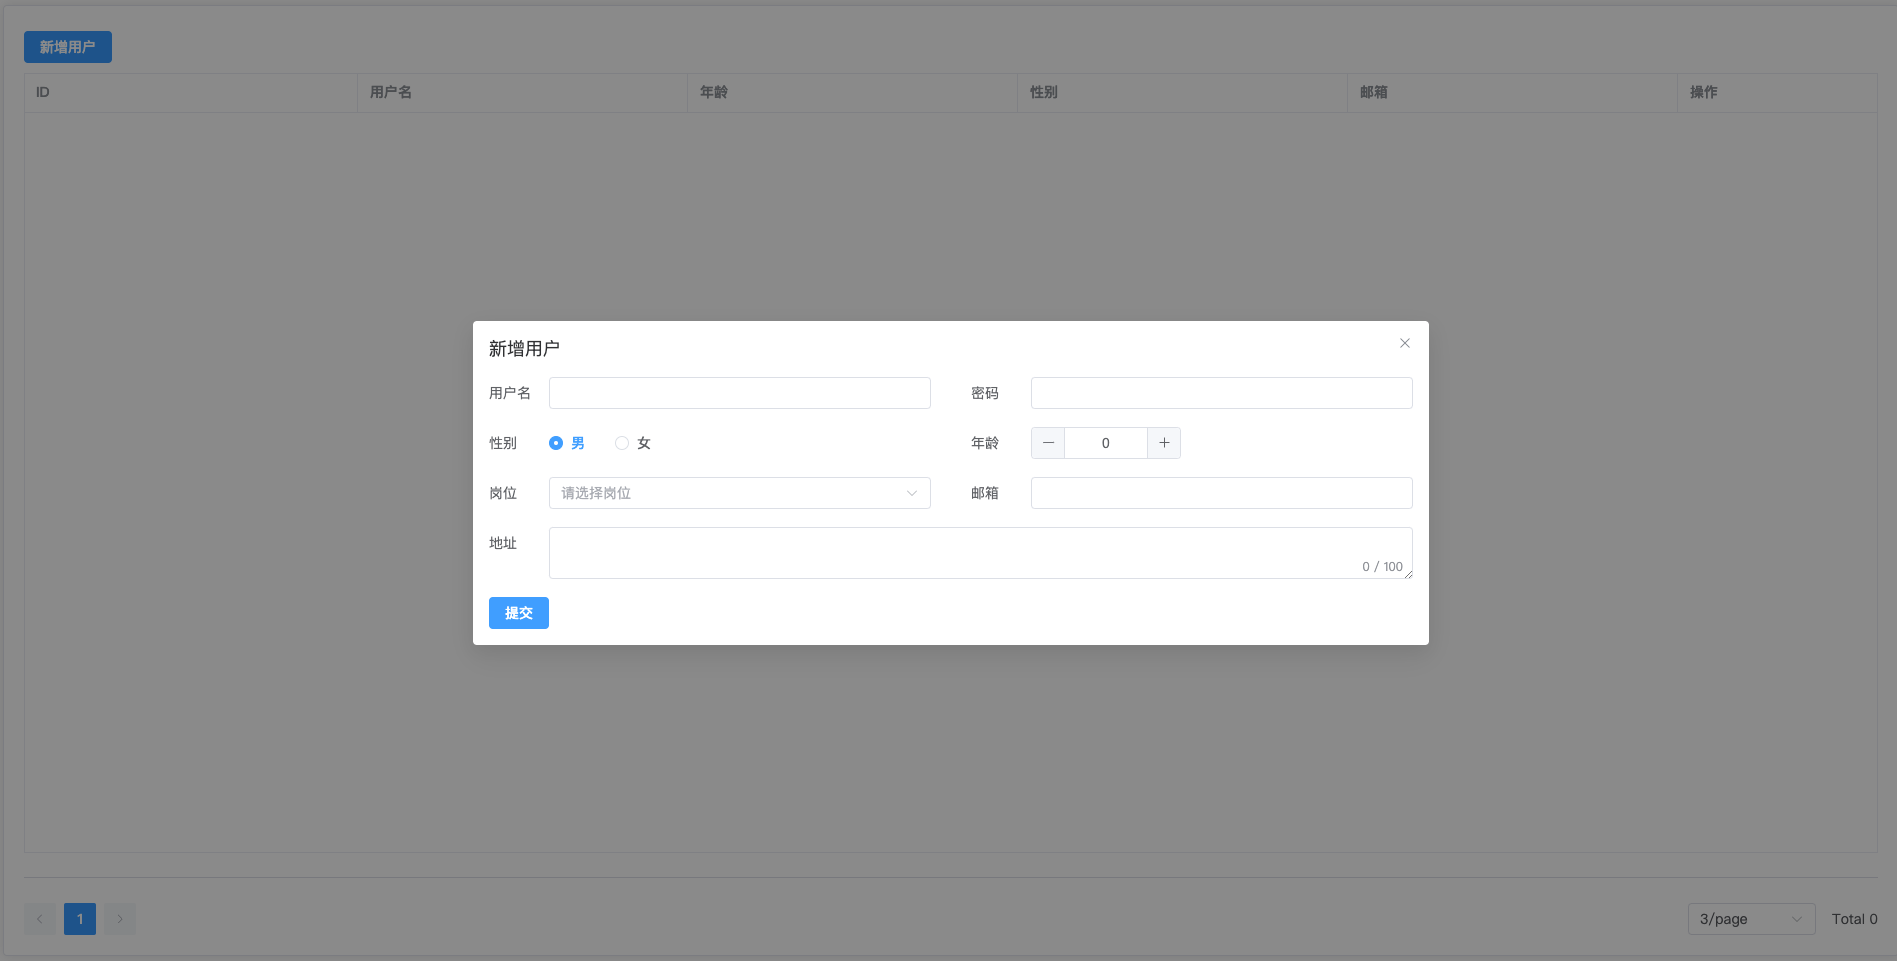 新增用户
ID 用户名 年龄 性别 邮箱 操作
新增用户
用户名 密码
性别 男 女 年龄 0
岗位 请选择岗位 邮箱
地址
0 / 100
提交
1 3/page Total 0